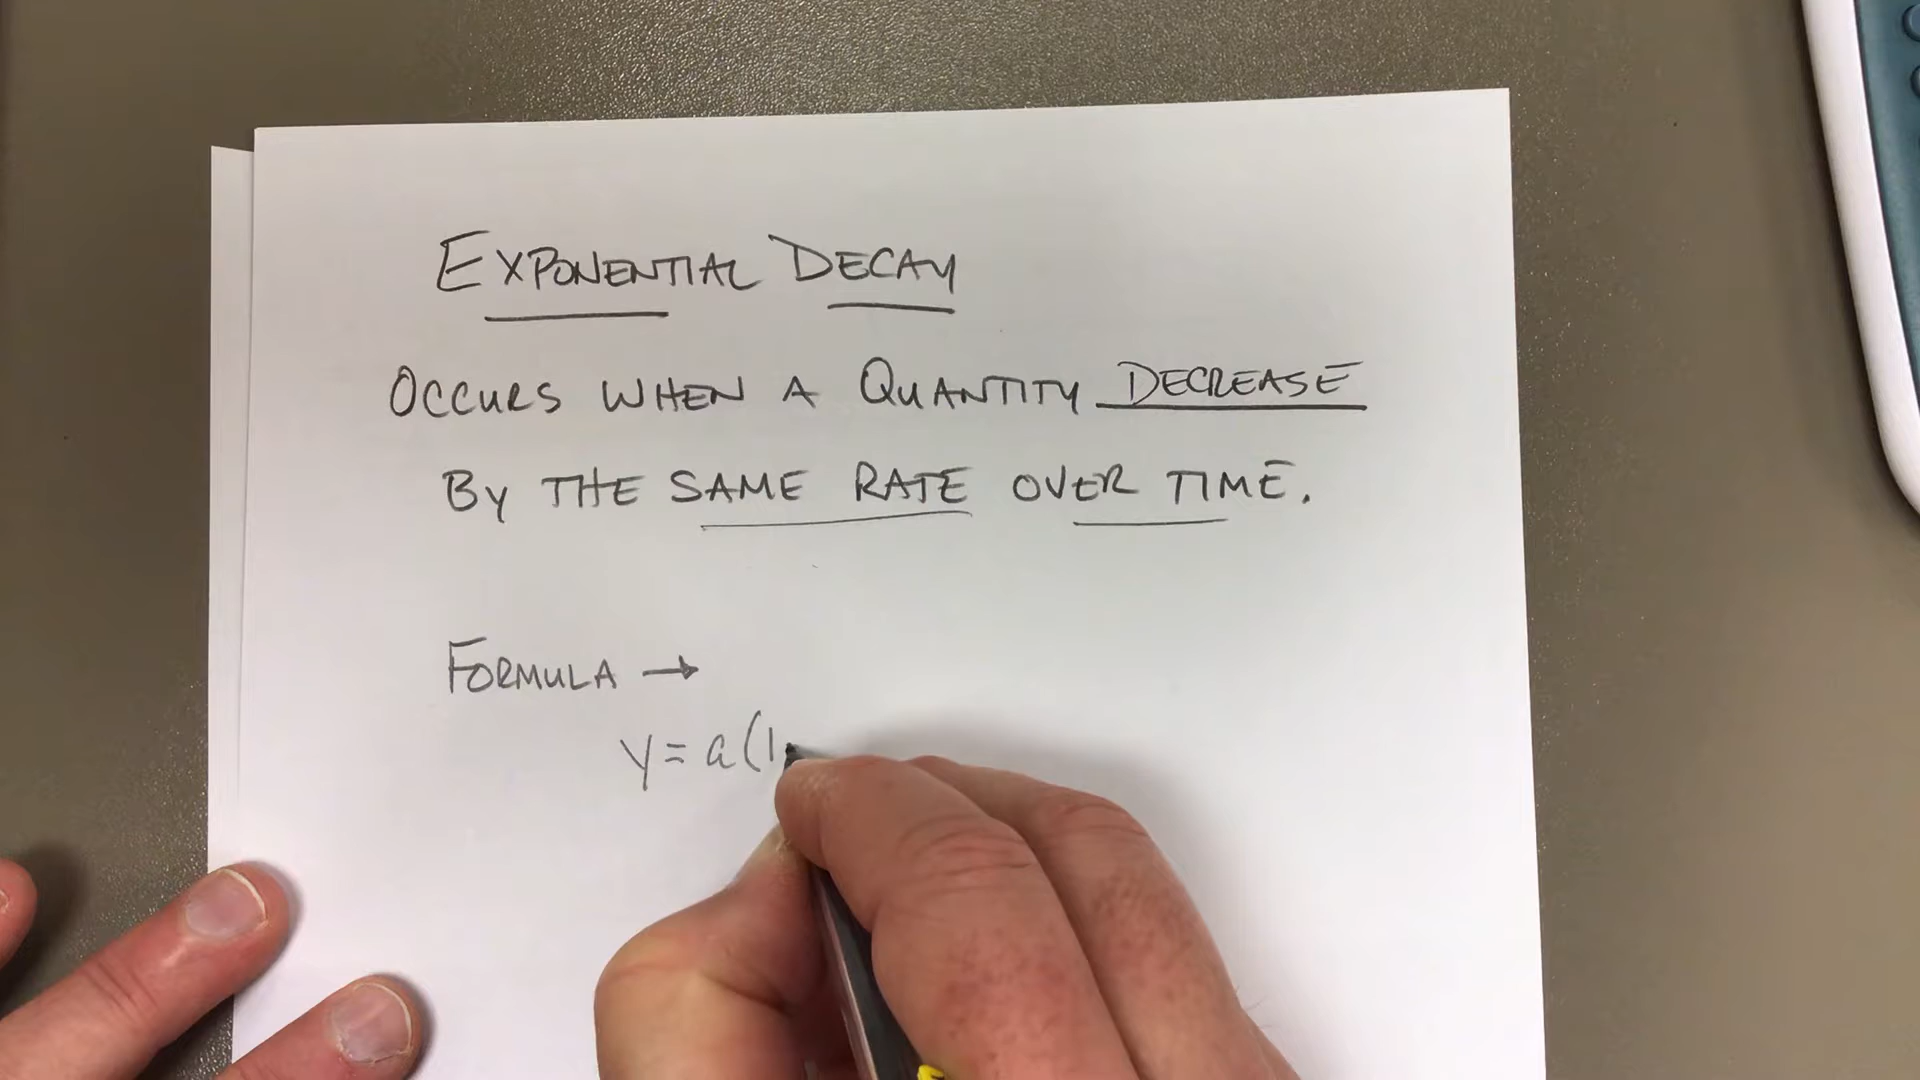 EXPONENTIAL DECAY
OCCURS WHEN A QUANTITY DECREASE
BY THE SAME RATE OVER TIME.
FORMULA →
y = a(1